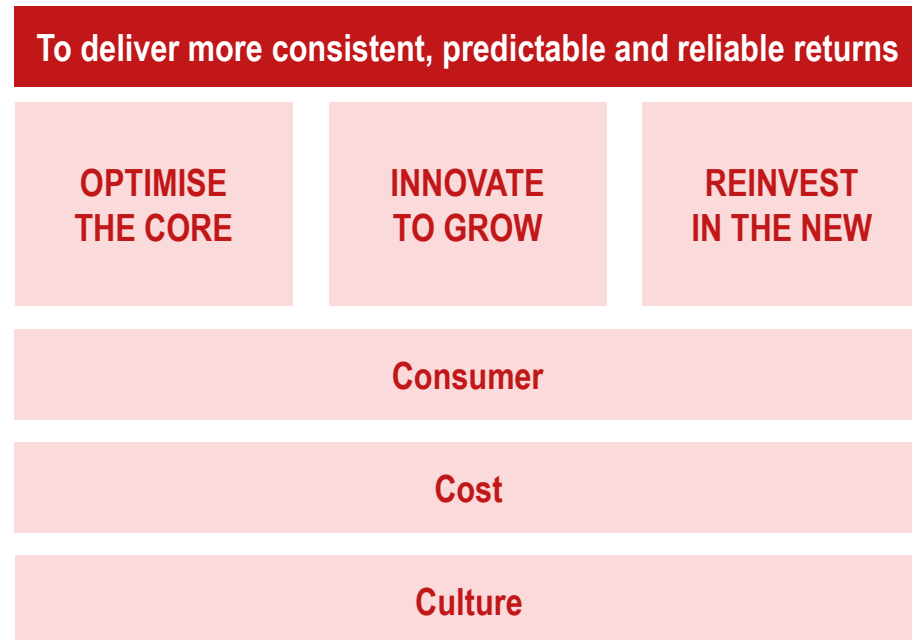 To deliver more consistent, predictable and reliable returns
OPTIMISE
THE CORE
INNOVATE
TO GROW
REINVEST
IN THE NEW
Consumer
Cost
Culture